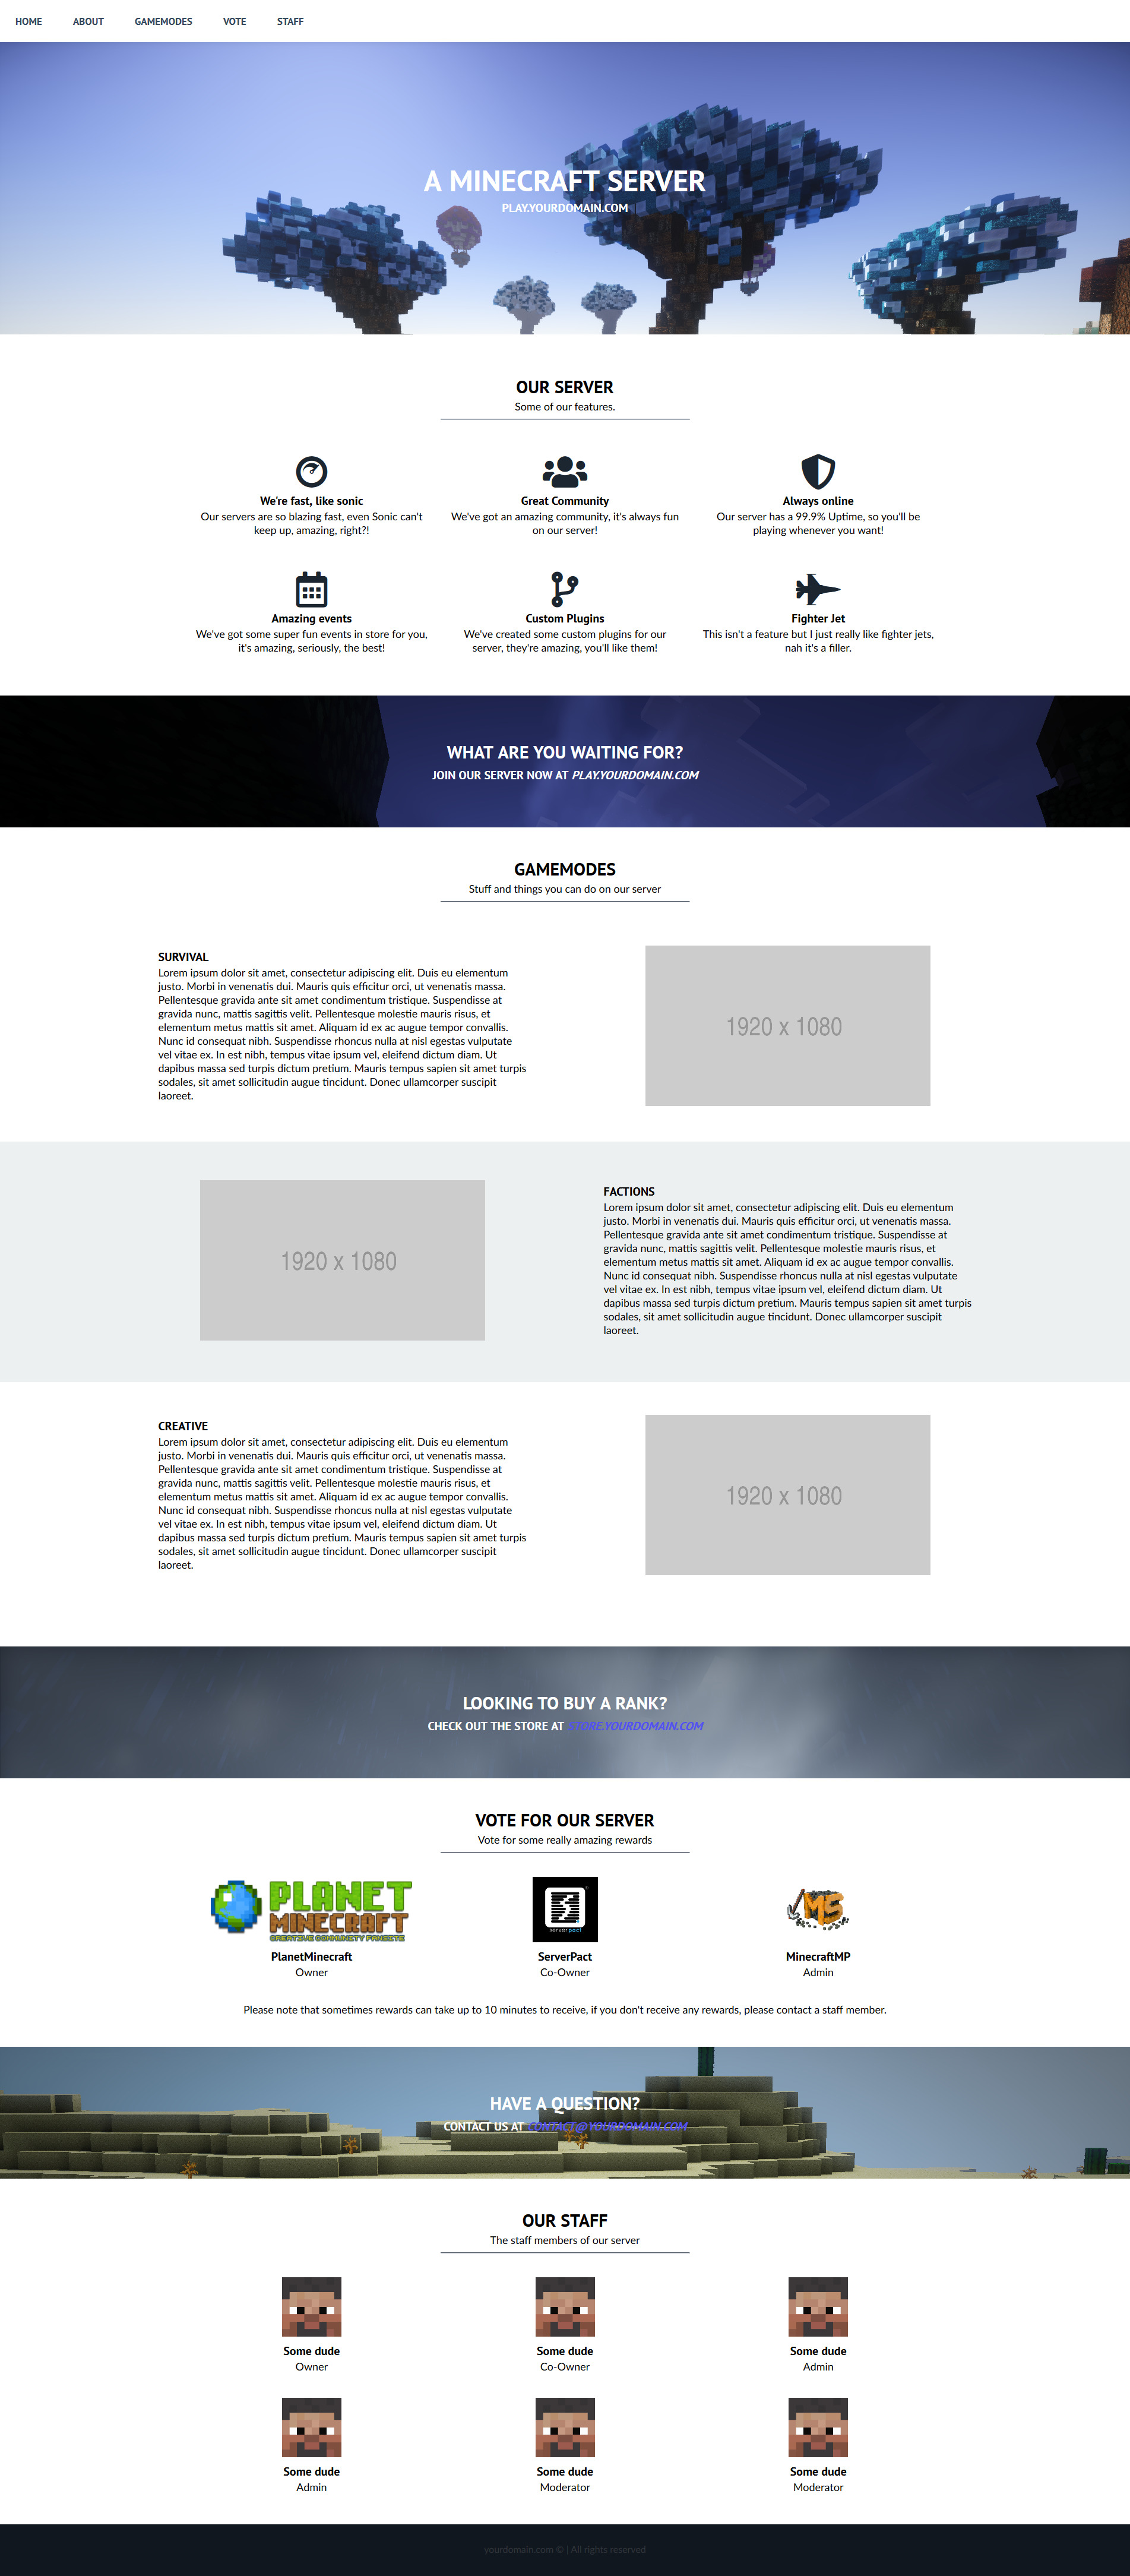 HOME ABOUT GAMEMODES VOTE STAFF
A MINECRAFT SERVER
PLAY.YOURDOMAIN.COM
OUR SERVER
Some of our features.
We're fast, like sonic
Our servers are so blazing fast, even Sonic can't
keep up, amazing, right?!
Great Community
We've got an amazing community, it's always fun
on our server!
Always online
Our server has a 99.9% Uptime, so you'll be
playing whenever you want!
Amazing events
We've got some super fun events in store for you,
it's amazing, seriously, the best!
Custom Plugins
We've created some custom plugins for our
server, they're amazing, you'll like them!
Fighter Jet
This isn't a feature but I just really like fighter jets,
nah it's a filler.
WHAT ARE YOU WAITING FOR?
JOIN OUR SERVER NOW AT PLAY.YOURDOMAIN.COM
GAMEMODES
Stuff and things you can do on our server
SURVIVAL
Lorem ipsum dolor sit amet, consectetur adipiscing elit. Duis eu elementum
justo. Morbi in venenatis dui. Mauris quis efficitur orci, ut venenatis massa.
Pellentesque gravida ante sit amet condimentum tristique. Suspendisse at
gravida nunc, mattis sagittis velit. Pellentesque molestie mauris risus, et
elementum metus mattis sit amet. Aliquam id ex ac augue tempor convallis.
Nunc id consequat nibh. Suspendisse rhoncus nulla at nisl egestas vulputate
vel vitae ex. In est nibh, tempus vitae ipsum vel, eleifend dictum diam. Ut
dapibus massa sed turpis dictum pretium. Mauris tempus sapien sit amet turpis
sodales, sit amet sollicitudin augue tincidunt. Donec ullamcorper suscipit
laoreet.
1920 x 1080
1920 x 1080
FACTIONS
Lorem ipsum dolor sit amet, consectetur adipiscing elit. Duis eu elementum
justo. Morbi in venenatis dui. Mauris quis efficitur orci, ut venenatis massa.
Pellentesque gravida ante sit amet condimentum tristique. Suspendisse at
gravida nunc, mattis sagittis velit. Pellentesque molestie mauris risus, et
elementum metus mattis sit amet. Aliquam id ex ac augue tempor convallis.
Nunc id consequat nibh. Suspendisse rhoncus nulla at nisl egestas vulputate
vel vitae ex. In est nibh, tempus vitae ipsum vel, eleifend dictum diam. Ut
dapibus massa sed turpis dictum pretium. Mauris tempus sapien sit amet turpis
sodales, sit amet sollicitudin augue tincidunt. Donec ullamcorper suscipit
laoreet.
CREATIVE
Lorem ipsum dolor sit amet, consectetur adipiscing elit. Duis eu elementum
justo. Morbi in venenatis dui. Mauris quis efficitur orci, ut venenatis massa.
Pellentesque gravida ante sit amet condimentum tristique. Suspendisse at
gravida nunc, mattis sagittis velit. Pellentesque molestie mauris risus, et
elementum metus mattis sit amet. Aliquam id ex ac augue tempor convallis.
Nunc id consequat nibh. Suspendisse rhoncus nulla at nisl egestas vulputate
vel vitae ex. In est nibh, tempus vitae ipsum vel, eleifend dictum diam. Ut
dapibus massa sed turpis dictum pretium. Mauris tempus sapien sit amet turpis
sodales, sit amet sollicitudin augue tincidunt. Donec ullamcorper suscipit
laoreet.
1920 x 1080
LOOKING TO BUY A RANK?
CHECK OUT THE STORE AT STORE.YOURDOMAIN.COM
VOTE FOR OUR SERVER
Vote for some really amazing rewards
PLANET
MINECRAFT
CREATIVE COMMUNITY FANSITE
PlanetMinecraft
Owner
serverpact
ServerPact
Co-Owner
MS
MinecraftMP
Admin
Please note that sometimes rewards can take up to 10 minutes to receive, if you don't receive any rewards, please contact a staff member.
HAVE A QUESTION?
CONTACT US AT CONTACT@YOURDOMAIN.COM
OUR STAFF
The staff members of our server
Some dude
Owner
Some dude
Co-Owner
Some dude
Admin
Some dude
Admin
Some dude
Moderator
Some dude
Moderator
yourdomain.com © | All rights reserved